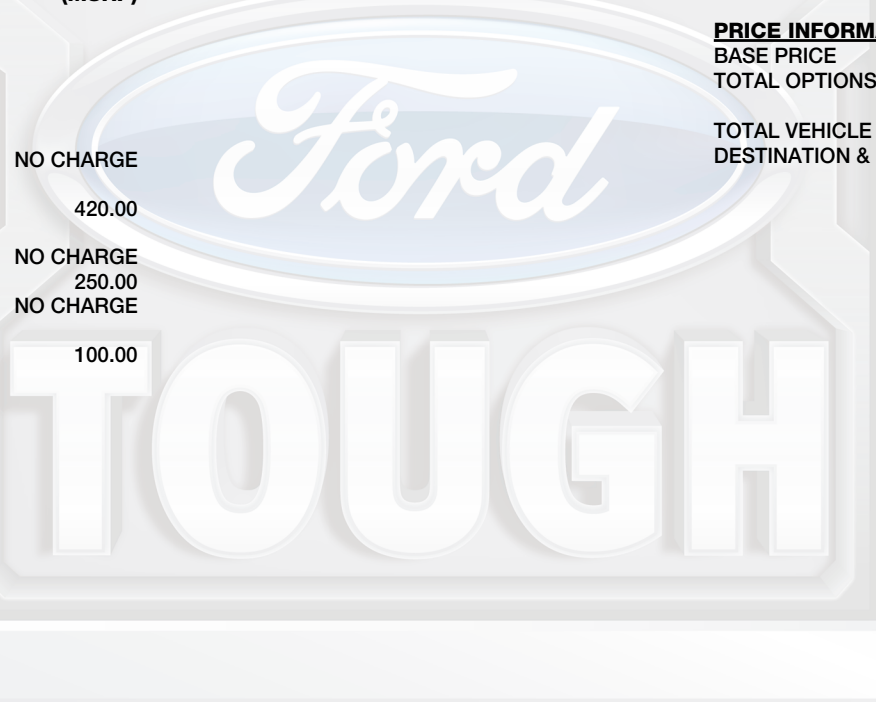 (MSRP)
PRICE INFORM
BASE PRICE
TOTAL OPTIONS
TOTAL VEHICLE
DESTINATION &
NO CHARGE
420.00
NO CHARGE
250.00
NO CHARGE
100.00
Ford
TOUGH